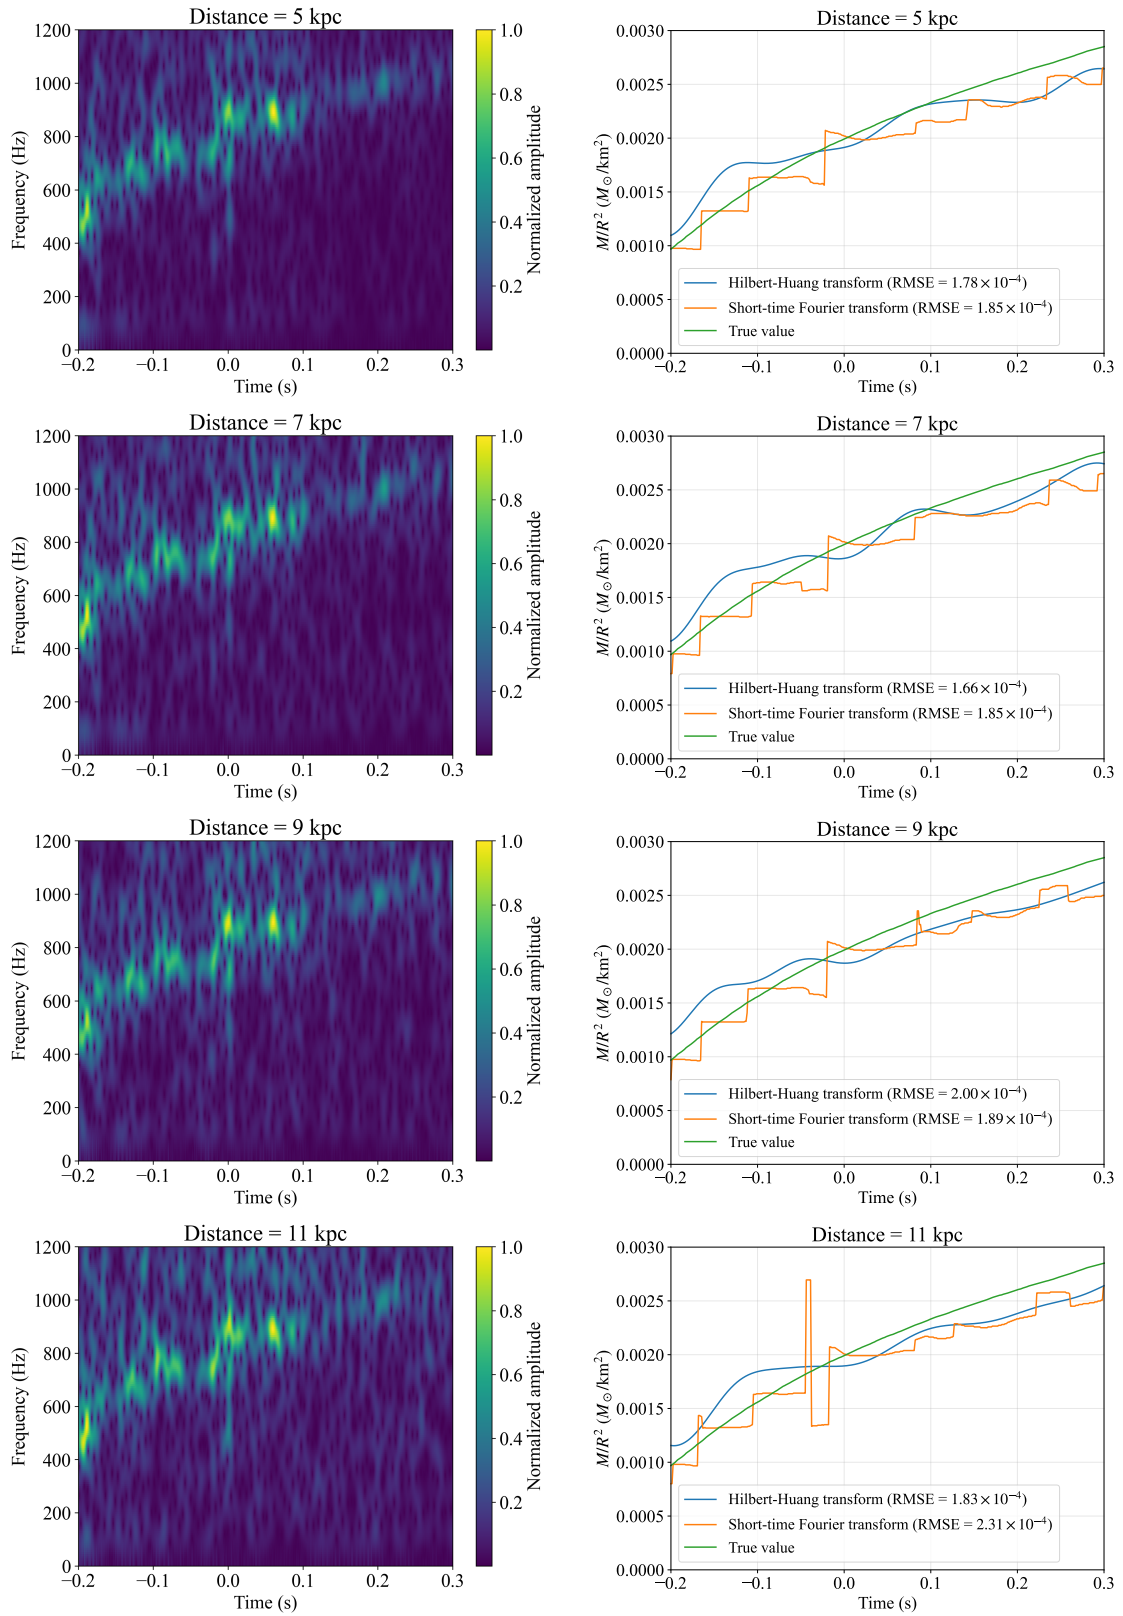 Distance = 5 kpc
1200
1000
800
600
400
200
0
Frequency (Hz)
−0.2 −0.1 0.0 0.1 0.2 0.3
Time (s)
1.0
0.8
0.6
0.4
0.2
Normalized amplitude
Distance = 5 kpc
0.0030
0.0025
0.0020
0.0015
0.0010
0.0005
0.0000
M/R² (M⊙/km²)
Hilbert-Huang transform (RMSE = 1.78×10⁻⁴)
Short-time Fourier transform (RMSE = 1.85×10⁻⁴)
True value
−0.2 −0.1 0.0 0.1 0.2 0.3
Time (s)
Distance = 7 kpc
1200
1000
800
600
400
200
0
Frequency (Hz)
−0.2 −0.1 0.0 0.1 0.2 0.3
Time (s)
1.0
0.8
0.6
0.4
0.2
Normalized amplitude
Distance = 7 kpc
0.0030
0.0025
0.0020
0.0015
0.0010
0.0005
0.0000
M/R² (M⊙/km²)
Hilbert-Huang transform (RMSE = 1.66×10⁻⁴)
Short-time Fourier transform (RMSE = 1.85×10⁻⁴)
True value
−0.2 −0.1 0.0 0.1 0.2 0.3
Time (s)
Distance = 9 kpc
1200
1000
800
600
400
200
0
Frequency (Hz)
−0.2 −0.1 0.0 0.1 0.2 0.3
Time (s)
1.0
0.8
0.6
0.4
0.2
Normalized amplitude
Distance = 9 kpc
0.0030
0.0025
0.0020
0.0015
0.0010
0.0005
0.0000
M/R² (M⊙/km²)
Hilbert-Huang transform (RMSE = 2.00×10⁻⁴)
Short-time Fourier transform (RMSE = 1.89×10⁻⁴)
True value
−0.2 −0.1 0.0 0.1 0.2 0.3
Time (s)
Distance = 11 kpc
1200
1000
800
600
400
200
0
Frequency (Hz)
−0.2 −0.1 0.0 0.1 0.2 0.3
Time (s)
1.0
0.8
0.6
0.4
0.2
Normalized amplitude
Distance = 11 kpc
0.0030
0.0025
0.0020
0.0015
0.0010
0.0005
0.0000
M/R² (M⊙/km²)
Hilbert-Huang transform (RMSE = 1.83×10⁻⁴)
Short-time Fourier transform (RMSE = 2.31×10⁻⁴)
True value
−0.2 −0.1 0.0 0.1 0.2 0.3
Time (s)